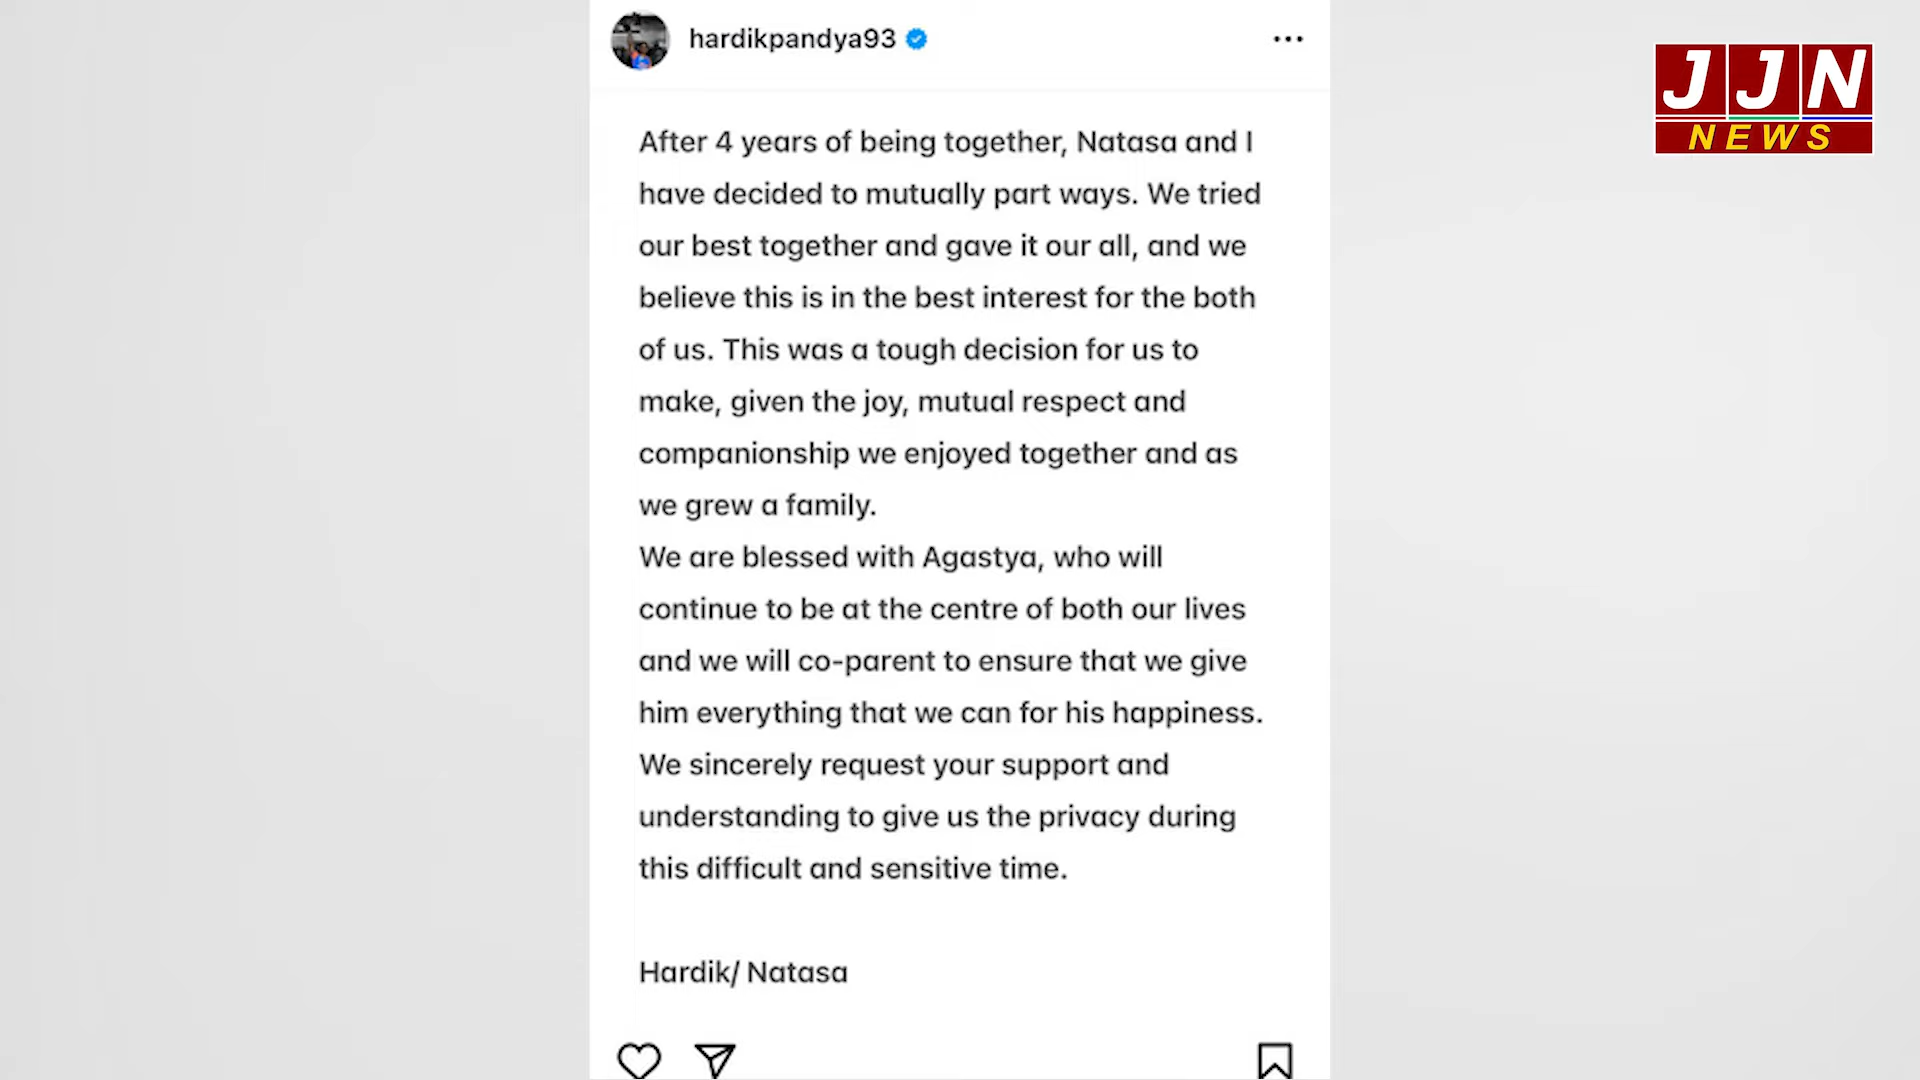 hardikpandya93
JJN
NEWS
After 4 years of being together, Natasa and I
have decided to mutually part ways. We tried
our best together and gave it our all, and we
believe this is in the best interest for the both
of us. This was a tough decision for us to
make, given the joy, mutual respect and
companionship we enjoyed together and as
we grew a family.
We are blessed with Agastya, who will
continue to be at the centre of both our lives
and we will co-parent to ensure that we give
him everything that we can for his happiness.
We sincerely request your support and
understanding to give us the privacy during
this difficult and sensitive time.
Hardik/ Natasa